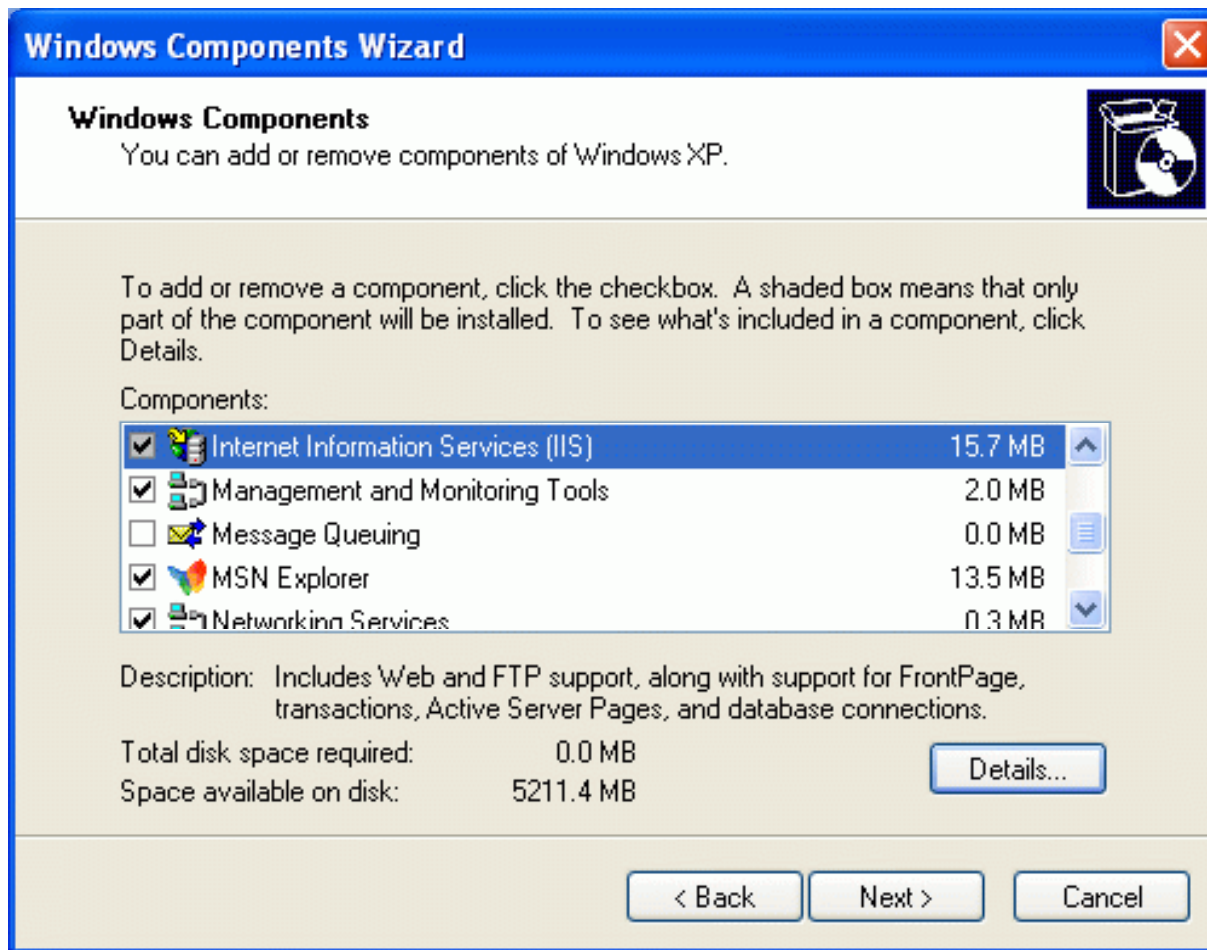 Windows Components Wizard
Windows Components
You can add or remove components of Windows XP.
To add or remove a component, click the checkbox. A shaded box means that only
part of the component will be installed. To see what's included in a component, click
Details.
Components:
Internet Information Services (IIS) 15.7 MB
Management and Monitoring Tools 2.0 MB
Message Queuing 0.0 MB
MSN Explorer 13.5 MB
Networking Services 0.3 MB
Description: Includes Web and FTP support, along with support for FrontPage,
transactions, Active Server Pages, and database connections.
Total disk space required: 0.0 MB
Space available on disk: 5211.4 MB
Details...
< Back Next > Cancel